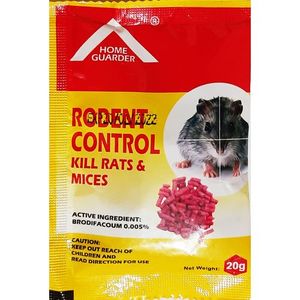 HOME
GUARDER
®
RODENT
CONTROL
KILL RATS &
MICES
ACTIVE INGREDIENT:
BRODIFACOUM 0.005%
CAUTION:
KEEP OUT REACH OF
CHILDREN AND
READ DIRECTION FOR USE
Net Weight: 20g